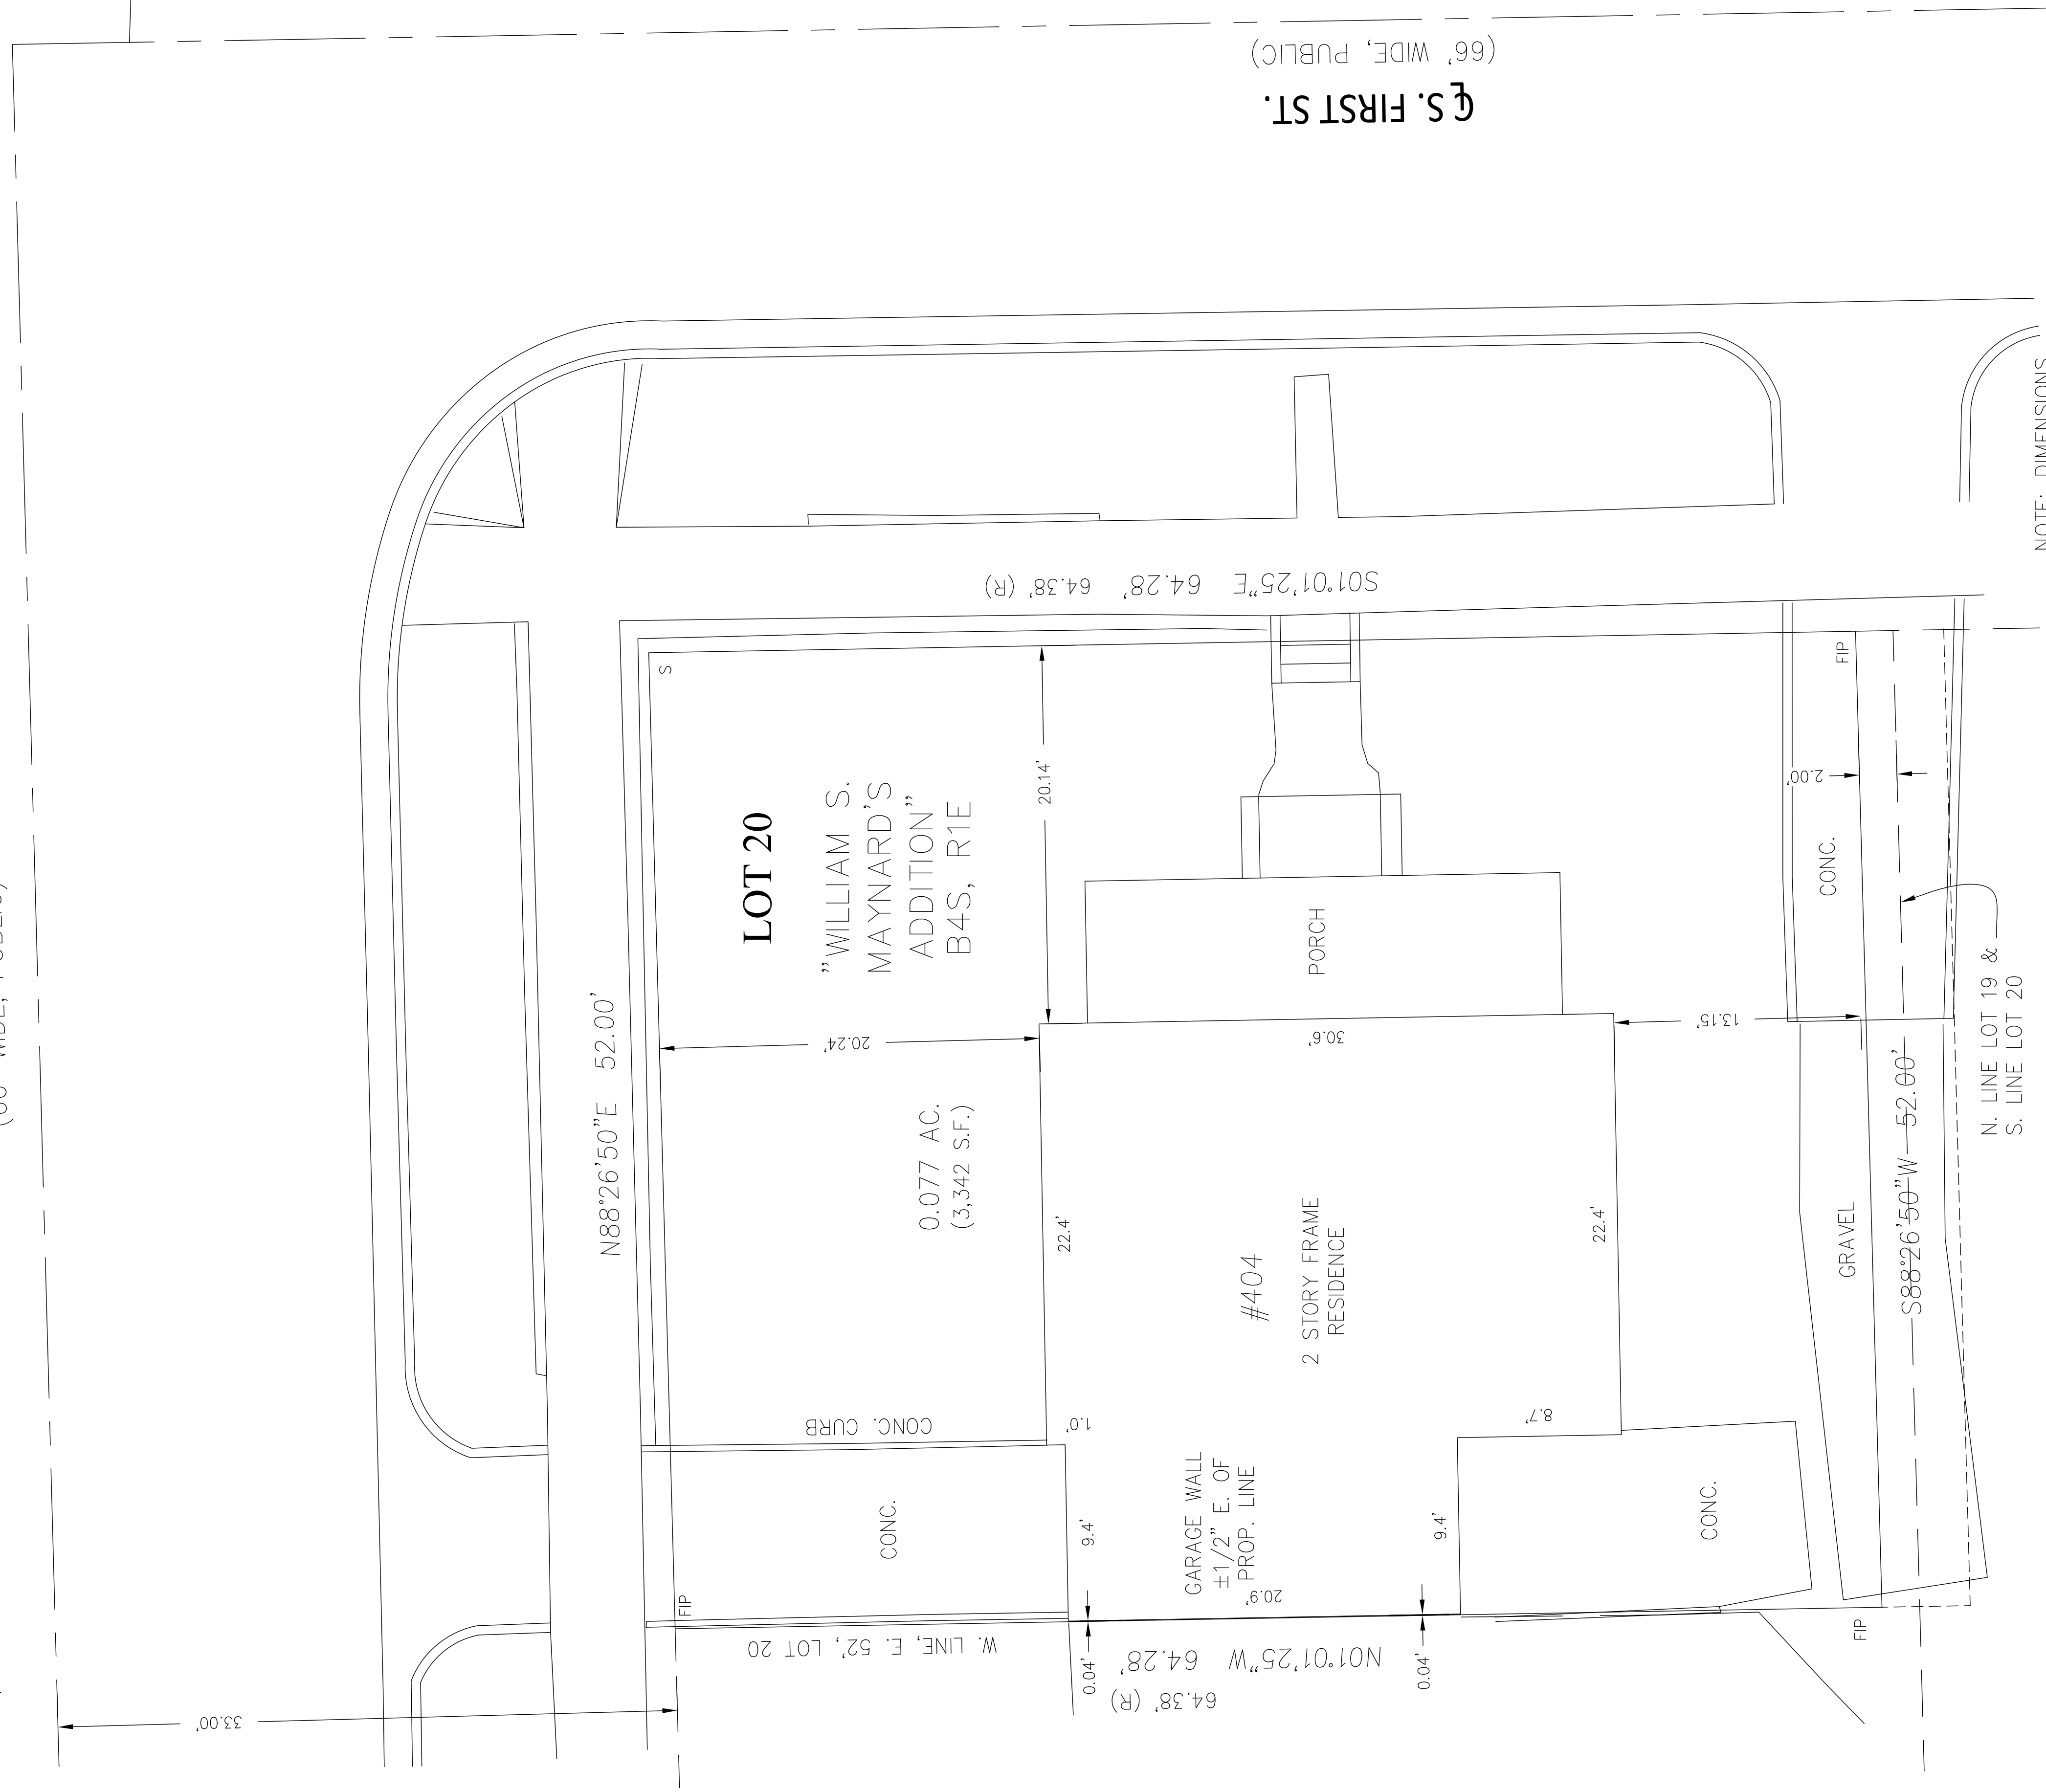 (66' WIDE, PUBLIC)
℄ S. FIRST ST.
NOTE: DIMENSIONS
S01°01'25"E 64.28' 64.38' (R)
S
FIP
20.14'
2.00'
LOT 20
"WILLIAM S.
MAYNARD'S
ADDITION"
B4S, R1E
CONC.
PORCH
N88°26'50"E 52.00'
20.24'
30.6'
13.15'
N. LINE LOT 19 &
S. LINE LOT 20
0.077 AC.
(3,342 S.F.)
22.4'
#404
2 STORY FRAME
RESIDENCE
22.4'
GRAVEL
S88°26'50"W 52.00'
CONC. CURB
1.0'
8.7'
CONC.
9.4'
GARAGE WALL
±1/2" E. OF
PROP. LINE
20.9'
9.4'
CONC.
FIP
FIP
W. LINE, E. 52', LOT 20
0.04'
N01°01'25"W 64.28'
64.38' (R)
0.04'
33.00'